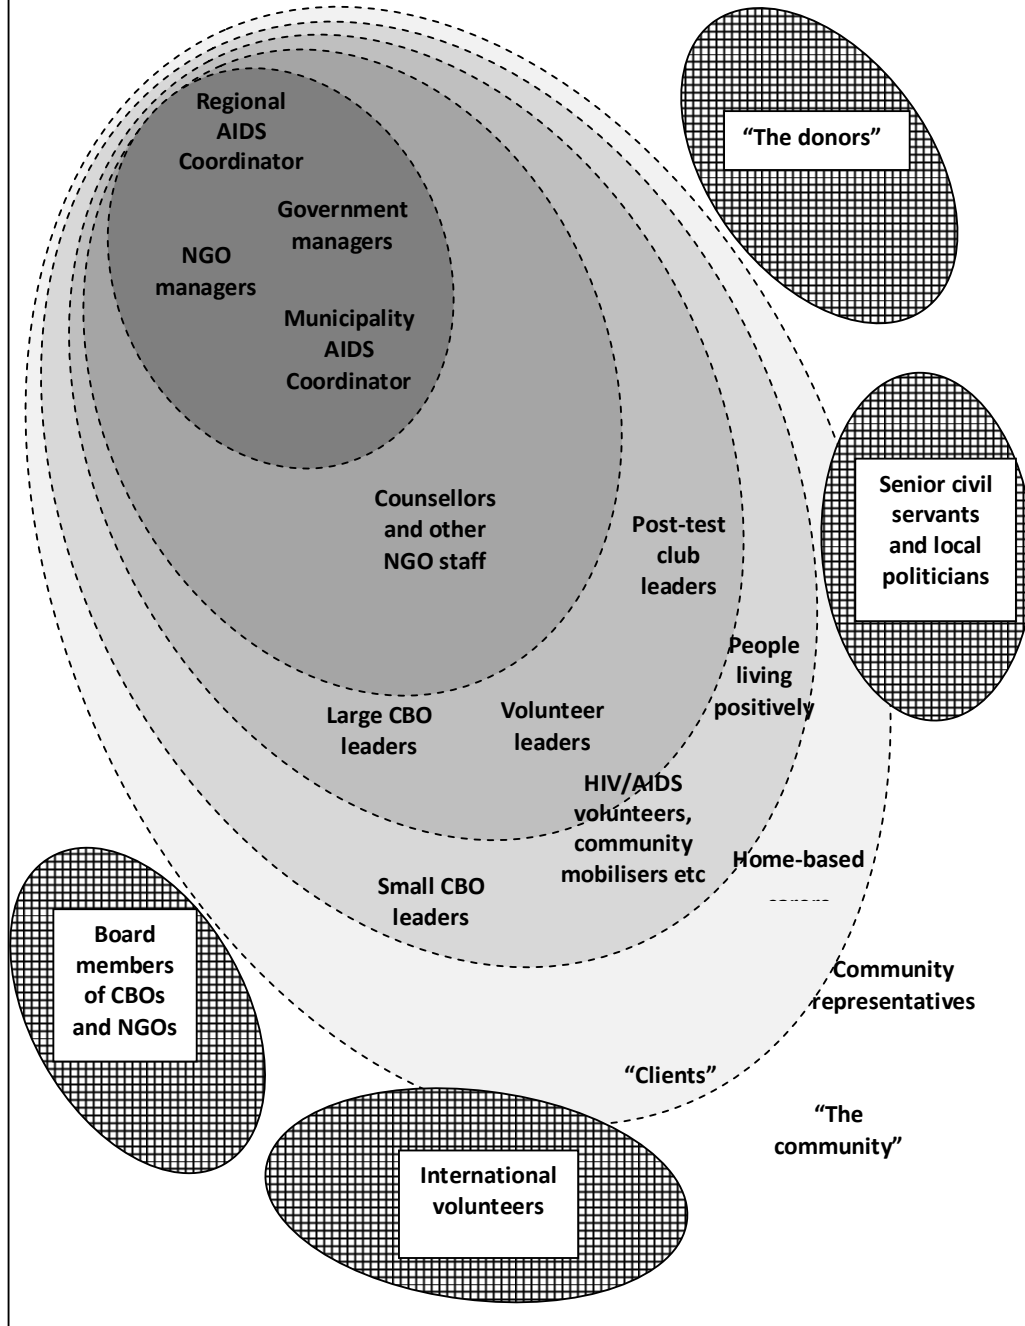 Regional
AIDS
Coordinator
“The donors”
Government
managers
NGO
managers
Municipality
AIDS
Coordinator
Senior civil
servants
and local
politicians
Counsellors
and other
NGO staff
Post-test
club
leaders
People
living
positively
Large CBO
leaders
Volunteer
leaders
HIV/AIDS
volunteers,
community
mobilisers etc
Home-based
Small CBO
leaders
Board
members
of CBOs
and NGOs
Community
representatives
“Clients”
“The
community”
International
volunteers